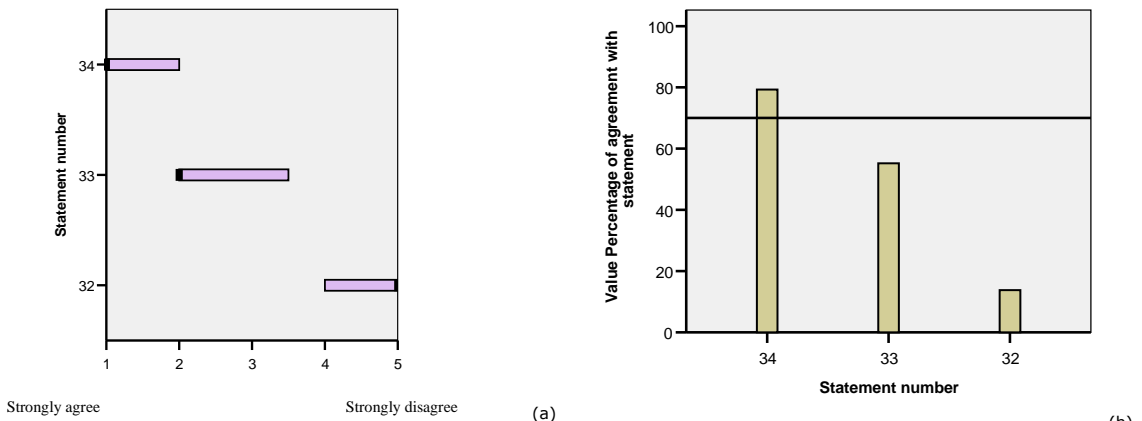 Statement number
34
33
32
1 2 3 4 5
Strongly agree Strongly disagree (a)
Value Percentage of agreement with
statement
100
80
60
40
20
0
34 33 32
Statement number